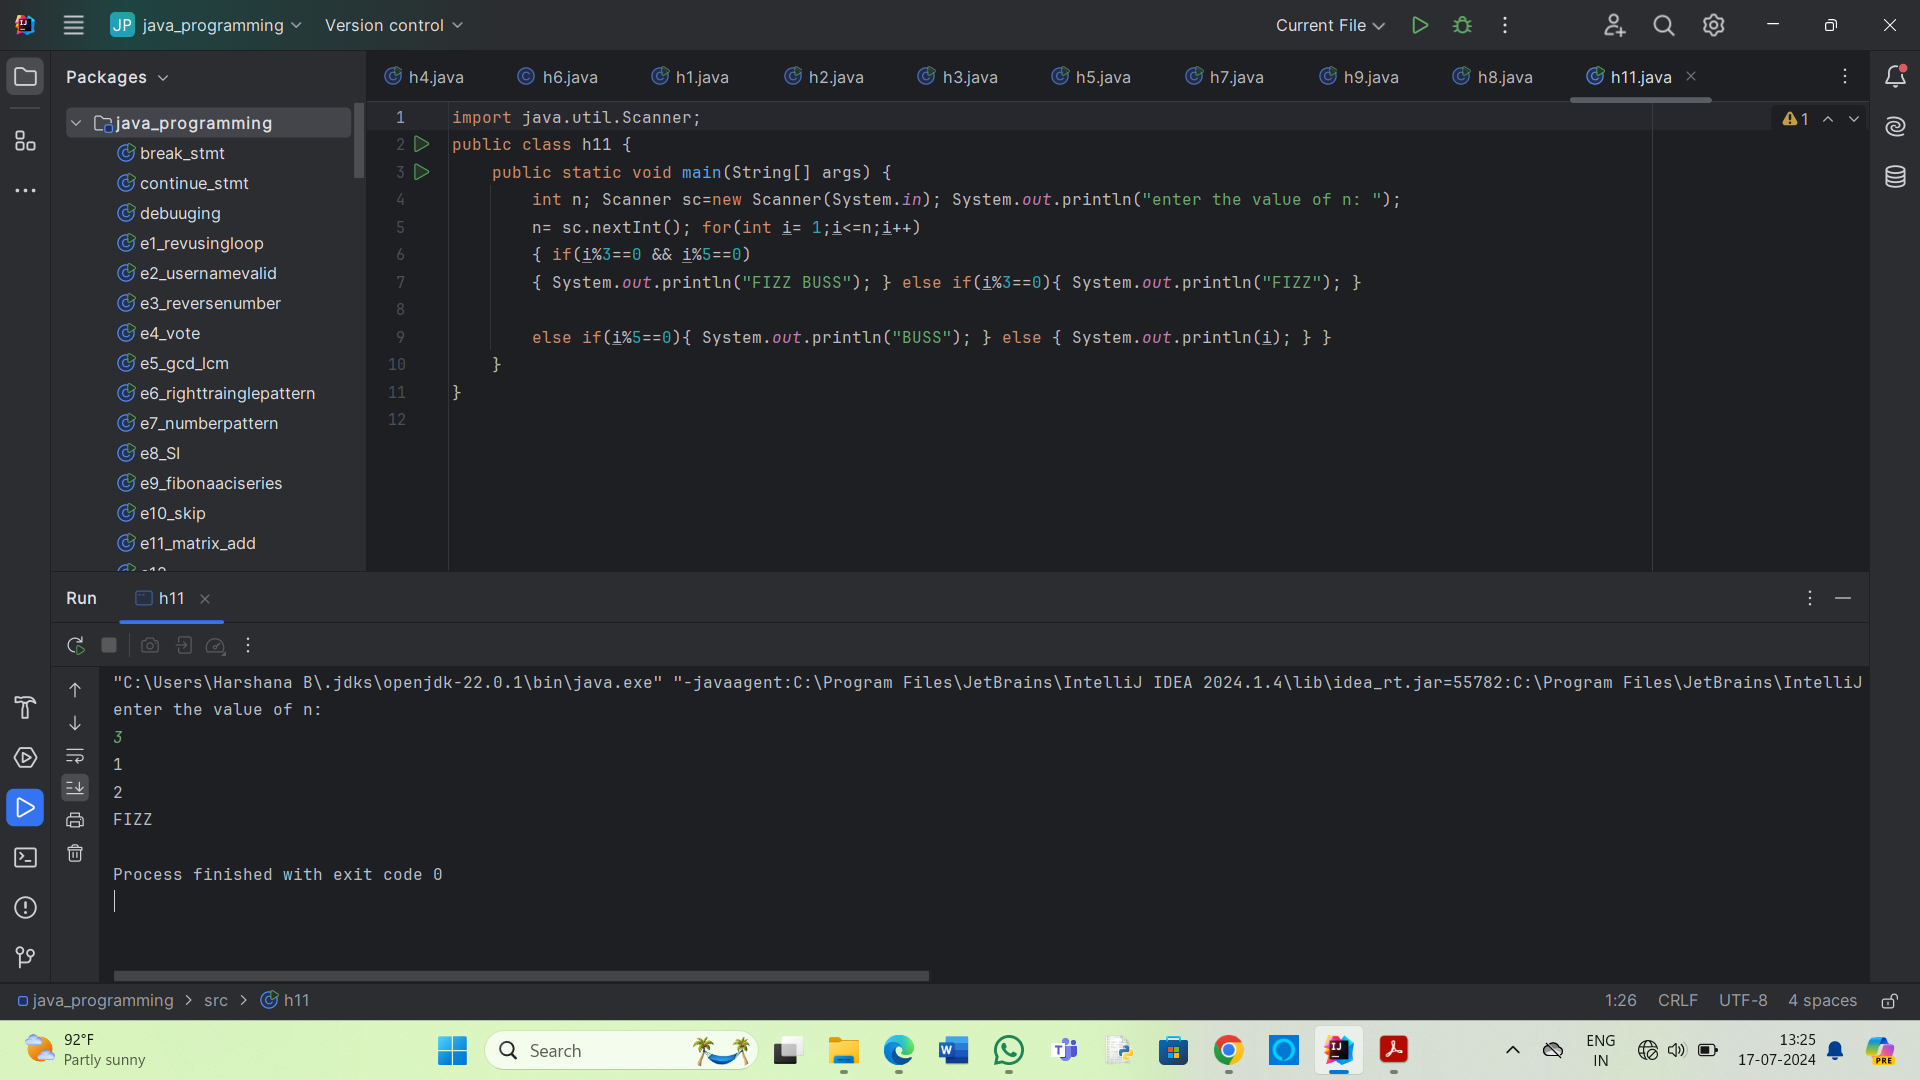 JP java_programming Version control Current File
Packages h4.java h6.java h1.java h2.java h3.java h5.java h7.java h9.java h8.java h11.java
java_programming
break_stmt
continue_stmt
debuuging
e1_revusingloop
e2_usernamevalid
e3_reversenumber
e4_vote
e5_gcd_lcm
e6_righttrainglepattern
e7_numberpattern
e8_SI
e9_fibonaaciseries
e10_skip
e11_matrix_add
1 import java.util.Scanner;
2 public class h11 {
3 public static void main(String[] args) {
4 int n; Scanner sc=new Scanner(System.in); System.out.println("enter the value of n: ");
5 n= sc.nextInt(); for(int i= 1;i<=n;i++)
6 { if(i%3==0 && i%5==0)
7 { System.out.println("FIZZ BUSS"); } else if(i%3==0){ System.out.println("FIZZ"); }
8
9 else if(i%5==0){ System.out.println("BUSS"); } else { System.out.println(i); } }
10 }
11 }
12
1
Run h11
"C:\Users\Harshana B\.jdks\openjdk-22.0.1\bin\java.exe" "-javaagent:C:\Program Files\JetBrains\IntelliJ IDEA 2024.1.4\lib\idea_rt.jar=55782:C:\Program Files\JetBrains\IntelliJ
enter the value of n:
3
1
2
FIZZ
Process finished with exit code 0
java_programming > src > h11 1:26 CRLF UTF-8 4 spaces
92°F
Partly sunny
Search
ENG
IN
13:25
17-07-2024
PRE